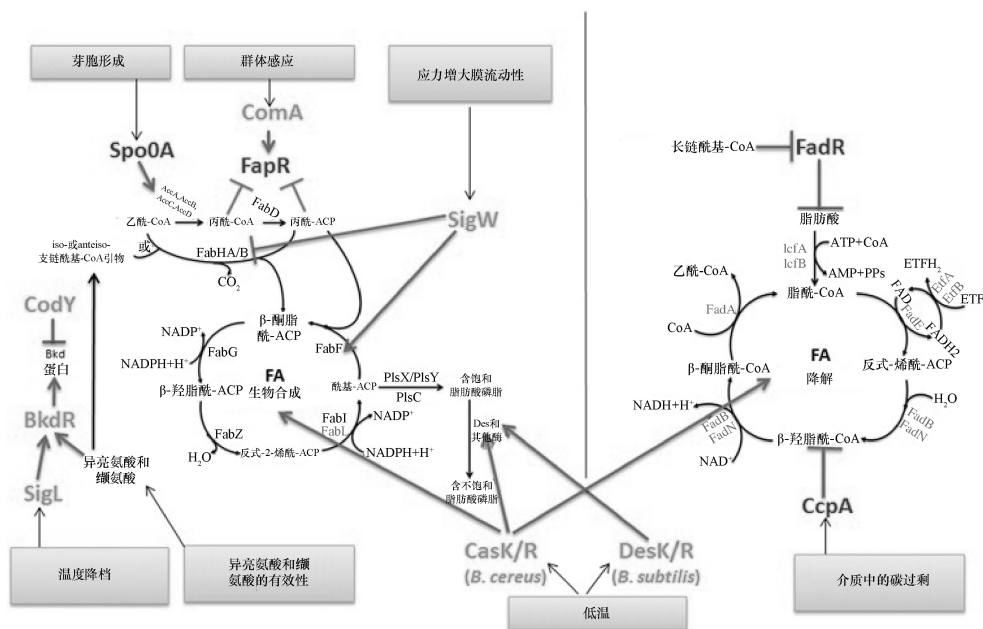 芽胞形成
群体感应
应力增大膜流动性
ComA
Spo0A
FapR
AccA,AccB,
AccC,AccD
FabD
乙酰-CoA
丙酰-CoA
丙酰-ACP
SigW
iso-或anteiso-
支链酰基-CoA引物
或
FabHA/B
CO2
CodY
Bkd
蛋白
BkdR
SigL
异亮氨酸和
缬氨酸
NADP+
NADPH+H+
FabG
β-酮脂
酰-ACP
FabF
β-羟脂酰-ACP
FA
生物合成
酰基-ACP
PlsX/PlsY
PlsC
含饱和
脂肪酸磷脂
FabZ
H2O
反式-2-烯酰-ACP
FabI
FabL
NADP+
NADPH+H+
Des和
其他酶
含不饱和
脂肪酸磷脂
温度降档
异亮氨酸和缬
氨酸的有效性
CasK/R
(B. cereus)
DesK/R
(B. subtilis)
低温
长链酰基-CoA
FadR
脂肪酸
lcfA
lcfB
ATP+CoA
AMP+PPs
乙酰-CoA
脂酰-CoA
FadA
CoA
FAD
FadE
FADH2
ETFH2
EtfA
EtfB
ETF
β-酮脂酰-CoA
FA
降解
反式-烯酰-ACP
NADH+H+
FadB
FadN
NAD+
H2O
FadB
FadN
β-羟脂酰-CoA
CcpA
介质中的碳过剩